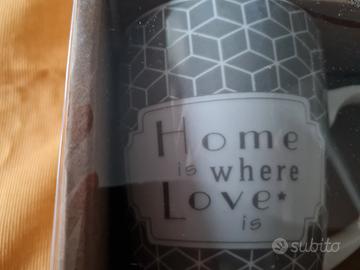 Home
is where
Love*
is
subito